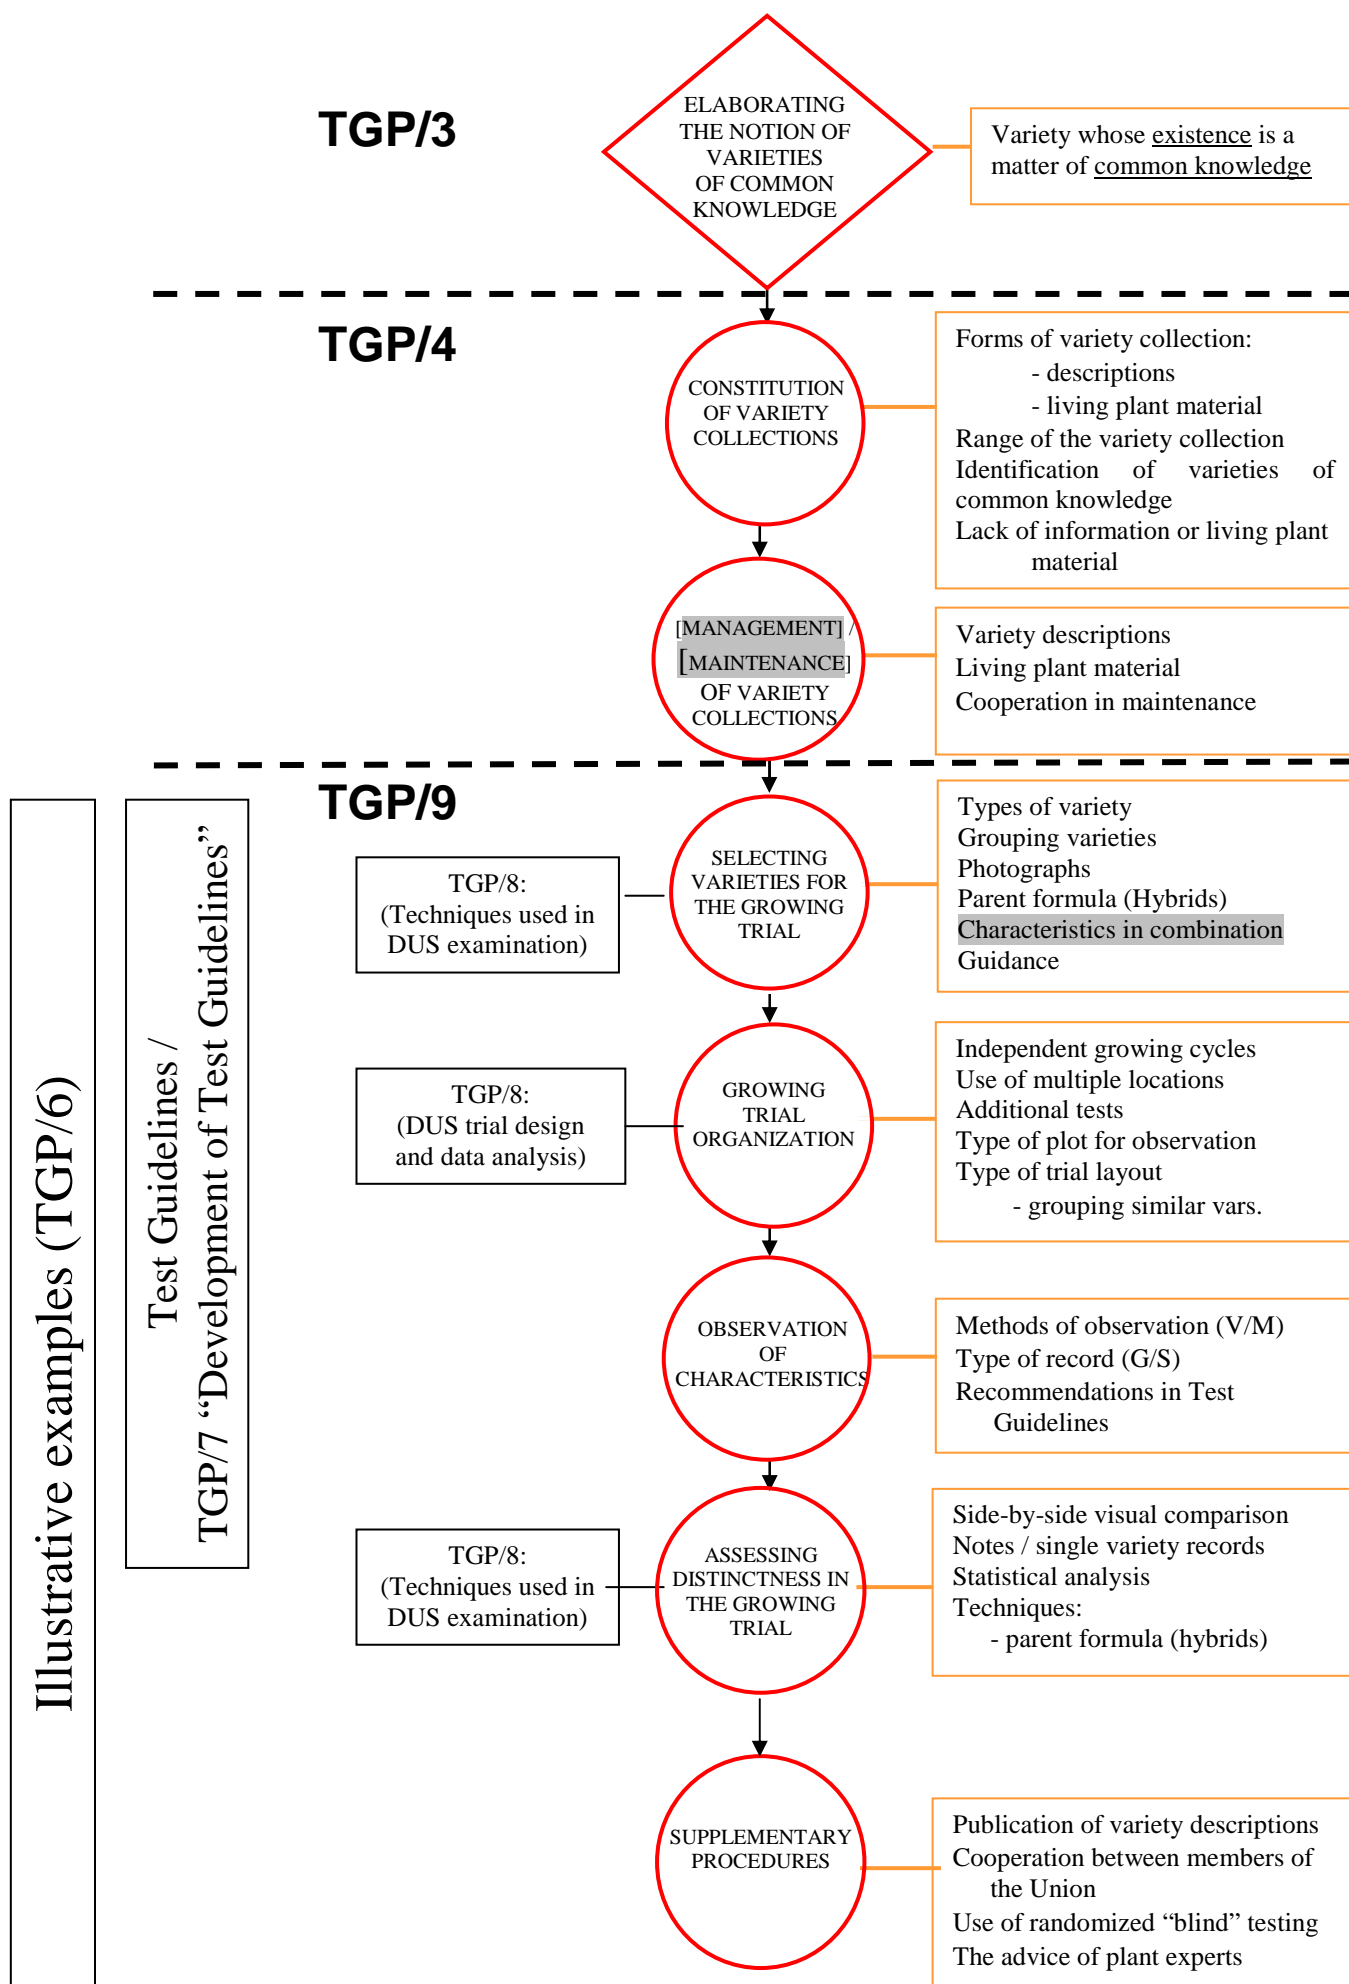 TGP/3
ELABORATING
THE NOTION OF
VARIETIES
OF COMMON
KNOWLEDGE
Variety whose existence is a
matter of common knowledge
TGP/4
CONSTITUTION
OF VARIETY
COLLECTIONS
Forms of variety collection:
- descriptions
- living plant material
Range of the variety collection
Identification of varieties of
common knowledge
Lack of information or living plant
material
[MANAGEMENT] /
[MAINTENANCE]
OF VARIETY
COLLECTIONS
Variety descriptions
Living plant material
Cooperation in maintenance
TGP/9
Illustrative examples (TGP/6)
Test Guidelines /
TGP/7 “Development of Test Guidelines”
TGP/8:
(Techniques used in
DUS examination)
SELECTING
VARIETIES FOR
THE GROWING
TRIAL
Types of variety
Grouping varieties
Photographs
Parent formula (Hybrids)
Characteristics in combination
Guidance
TGP/8:
(DUS trial design
and data analysis)
GROWING
TRIAL
ORGANIZATION
Independent growing cycles
Use of multiple locations
Additional tests
Type of plot for observation
Type of trial layout
- grouping similar vars.
OBSERVATION
OF
CHARACTERISTICS
Methods of observation (V/M)
Type of record (G/S)
Recommendations in Test
Guidelines
TGP/8:
(Techniques used in
DUS examination)
ASSESSING
DISTINCTNESS IN
THE GROWING
TRIAL
Side-by-side visual comparison
Notes / single variety records
Statistical analysis
Techniques:
- parent formula (hybrids)
SUPPLEMENTARY
PROCEDURES
Publication of variety descriptions
Cooperation between members of
the Union
Use of randomized “blind” testing
The advice of plant experts